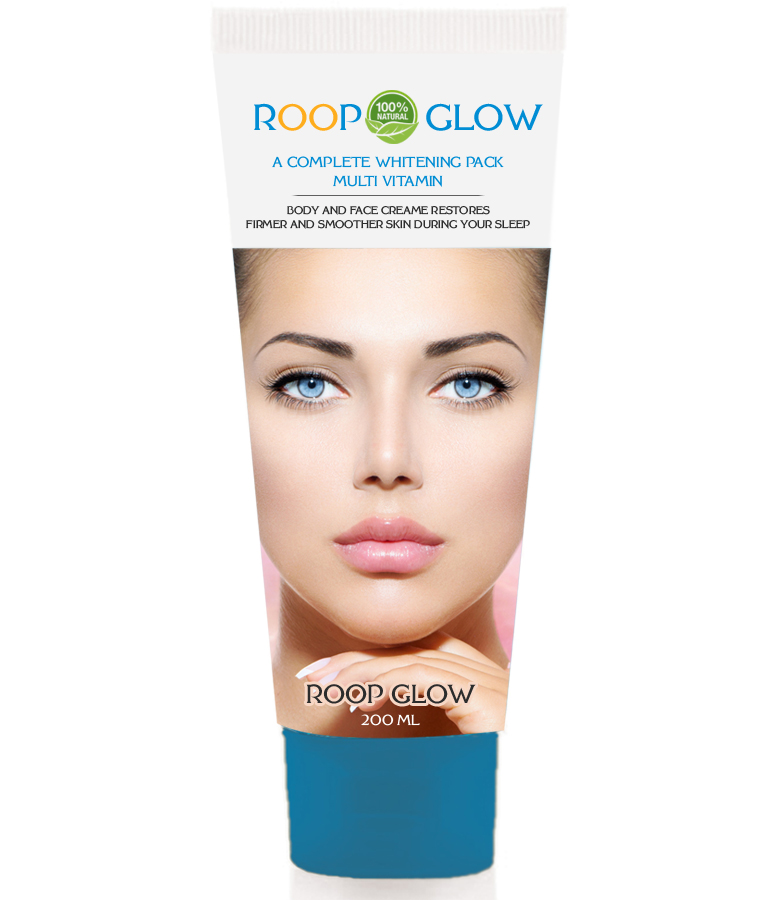 ROOP 100% NATURAL GLOW
A COMPLETE WHITENING PACK
MULTI VITAMIN
BODY AND FACE CREAME RESTORES
FIRMER AND SMOOTHER SKIN DURING YOUR SLEEP
ROOP GLOW
200 ML